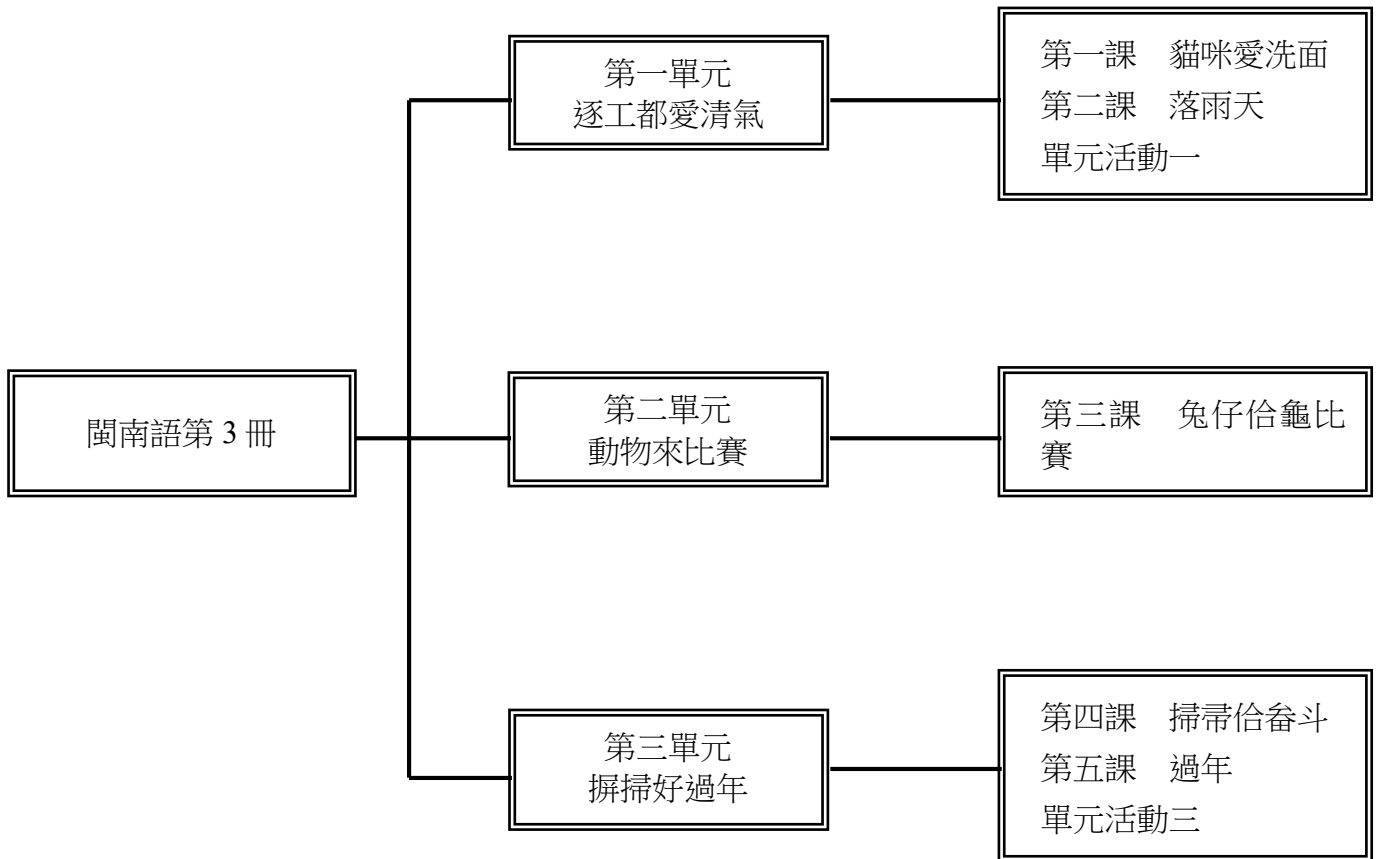 閩南語第 3 冊
第一單元
逐工都愛清氣
第一課　貓咪愛洗面
第二課　落雨天
單元活動一
第二單元
動物來比賽
第三課　兔仔佮龜比
賽
第三單元
摒掃好過年
第四課　掃帚佮畚斗
第五課　過年
單元活動三